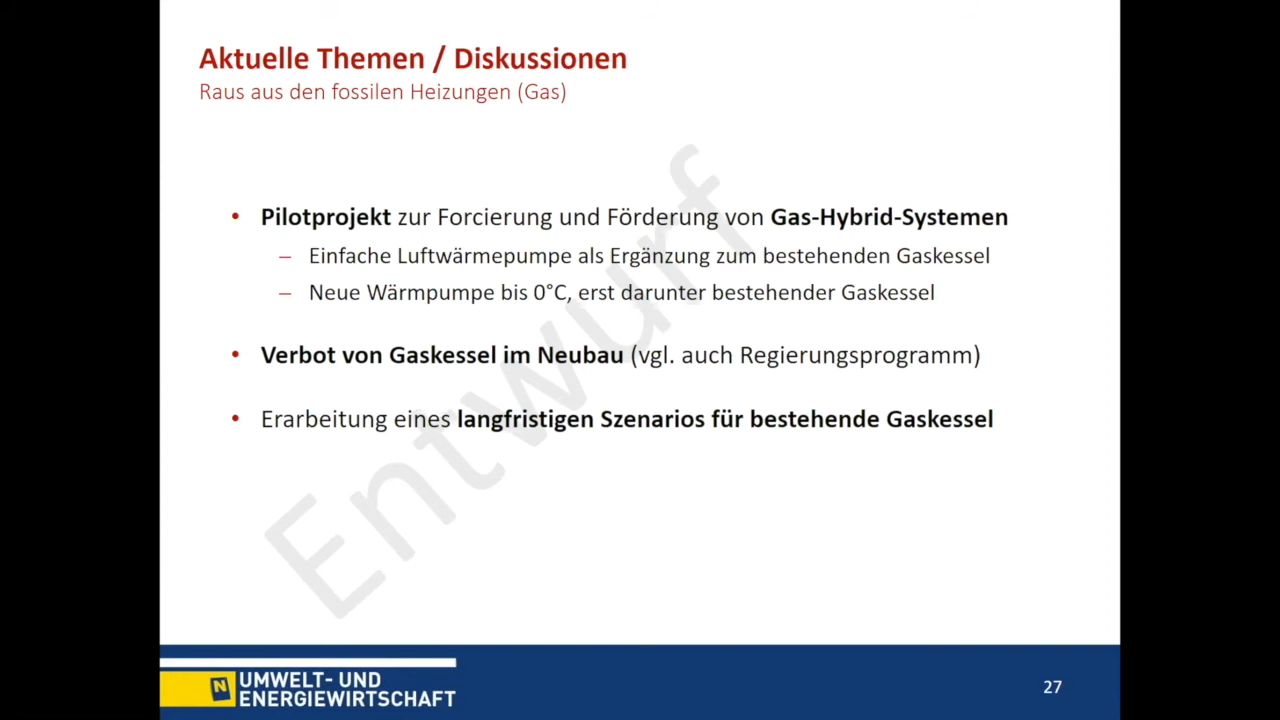 Aktuelle Themen / Diskussionen
Raus aus den fossilen Heizungen (Gas)
• Pilotprojekt zur Forcierung und Förderung von Gas-Hybrid-Systemen
– Einfache Luftwärmepumpe als Ergänzung zum bestehenden Gaskessel
– Neue Wärmpumpe bis 0°C, erst darunter bestehender Gaskessel
• Verbot von Gaskessel im Neubau (vgl. auch Regierungsprogramm)
• Erarbeitung eines langfristigen Szenarios für bestehende Gaskessel
Entwurf
N
UMWELT- UND
ENERGIEWIRTSCHAFT
27